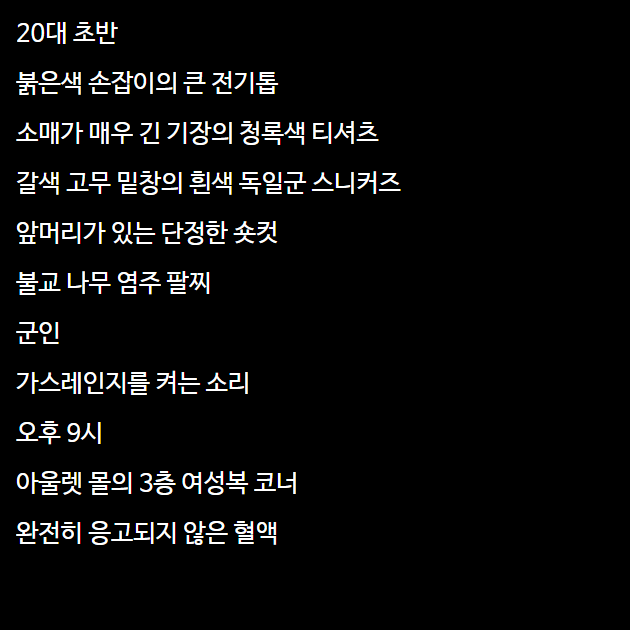 20대 초반
붉은색 손잡이의 큰 전기톱
소매가 매우 긴 기장의 청록색 티셔츠
갈색 고무 밑창의 흰색 독일군 스니커즈
앞머리가 있는 단정한 숏컷
불교 나무 염주 팔찌
군인
가스레인지를 켜는 소리
오후 9시
아울렛 몰의 3층 여성복 코너
완전히 응고되지 않은 혈액